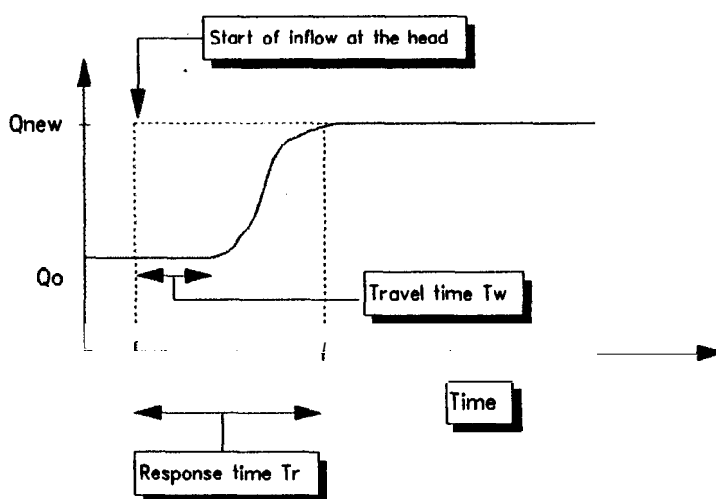 Start of inflow at the head
Qnew
Qo
Travel time Tw
Time
Response time Tr